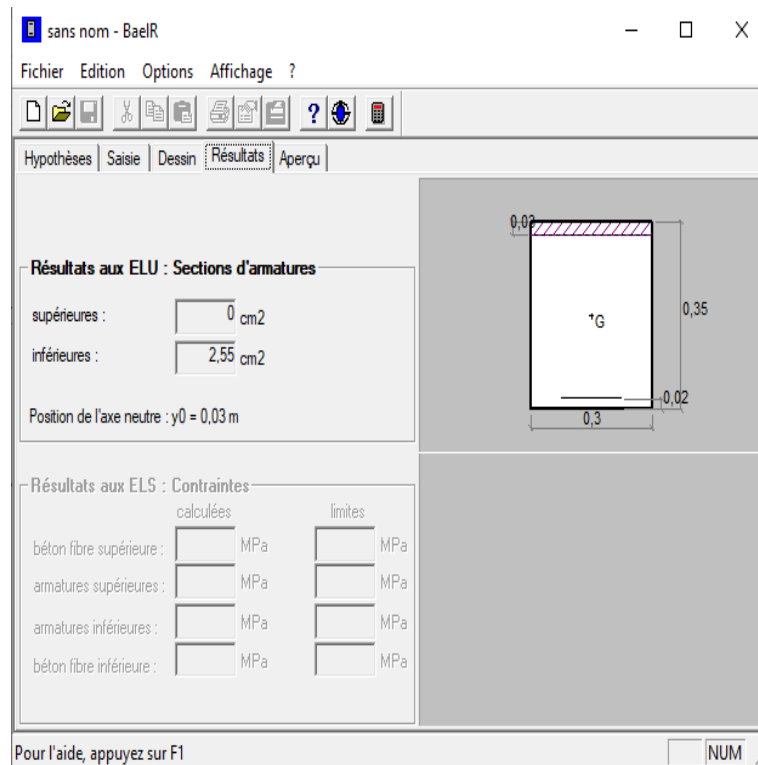 sans nom - BaelR
Fichier Edition Options Affichage ?
Hypothèses Saisie Dessin Résultats Aperçu
Résultats aux ELU : Sections d'armatures
supérieures : 0 cm2
inférieures : 2,55 cm2
Position de l'axe neutre : y0 = 0,03 m
Résultats aux ELS : Contraintes
calculées limites
béton fibre supérieure : MPa MPa
armatures supérieures : MPa MPa
armatures inférieures : MPa MPa
béton fibre inférieure : MPa MPa
0,03
G
0,35
0,02
0,3
Pour l'aide, appuyez sur F1 NUM